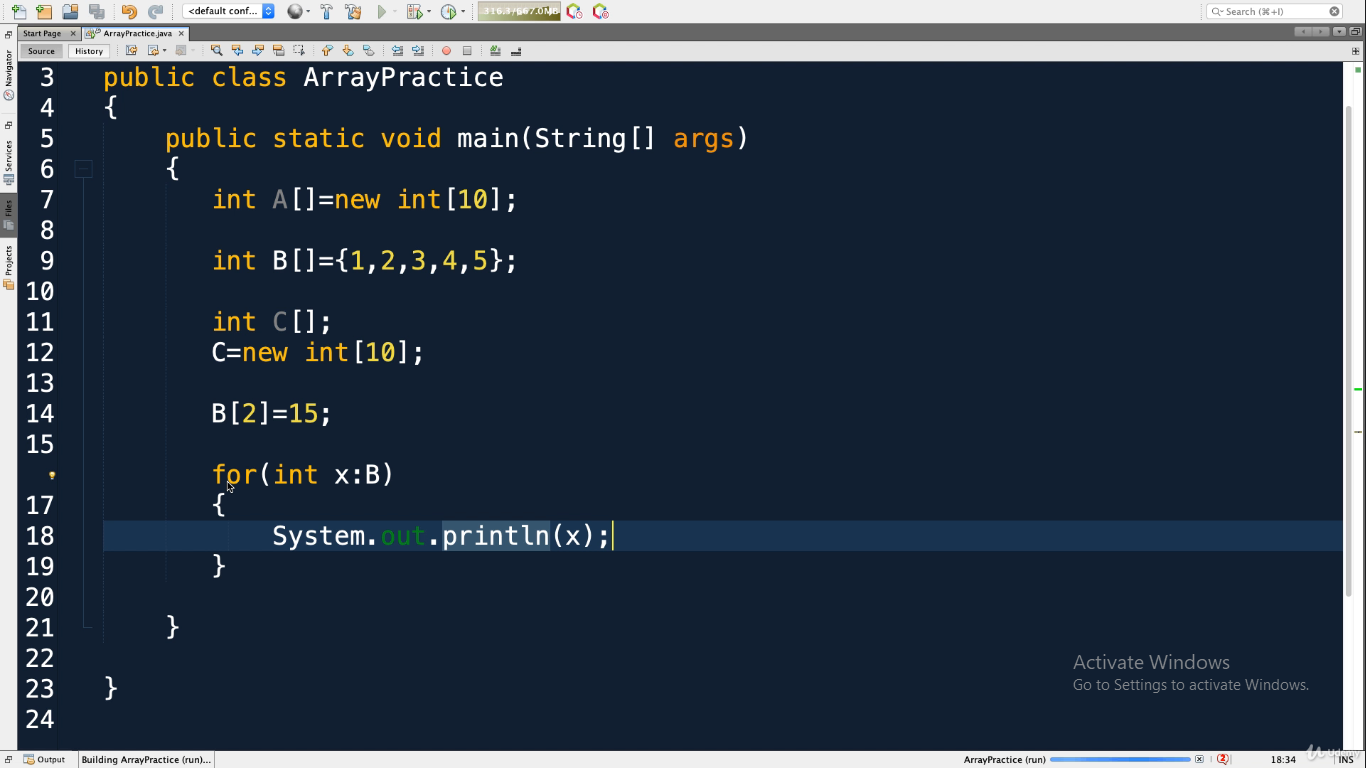 <default conf...
316.3/667.0MB
Search (⌘+I)
Start Page
ArrayPractice.java
Source
History
Navigator
Services
Files
Projects
3 public class ArrayPractice
4 {
5 public static void main(String[] args)
6 {
7 int A[]=new int[10];
8
9 int B[]={1,2,3,4,5};
10
11 int C[];
12 C=new int[10];
13
14 B[2]=15;
15
for(int x:B)
17 {
18 System.out.println(x);
19 }
20
21 }
22
23 }
24
Activate Windows
Go to Settings to activate Windows.
Output
Building ArrayPractice (run)...
ArrayPractice (run)
2
18:34
Udemy
INS